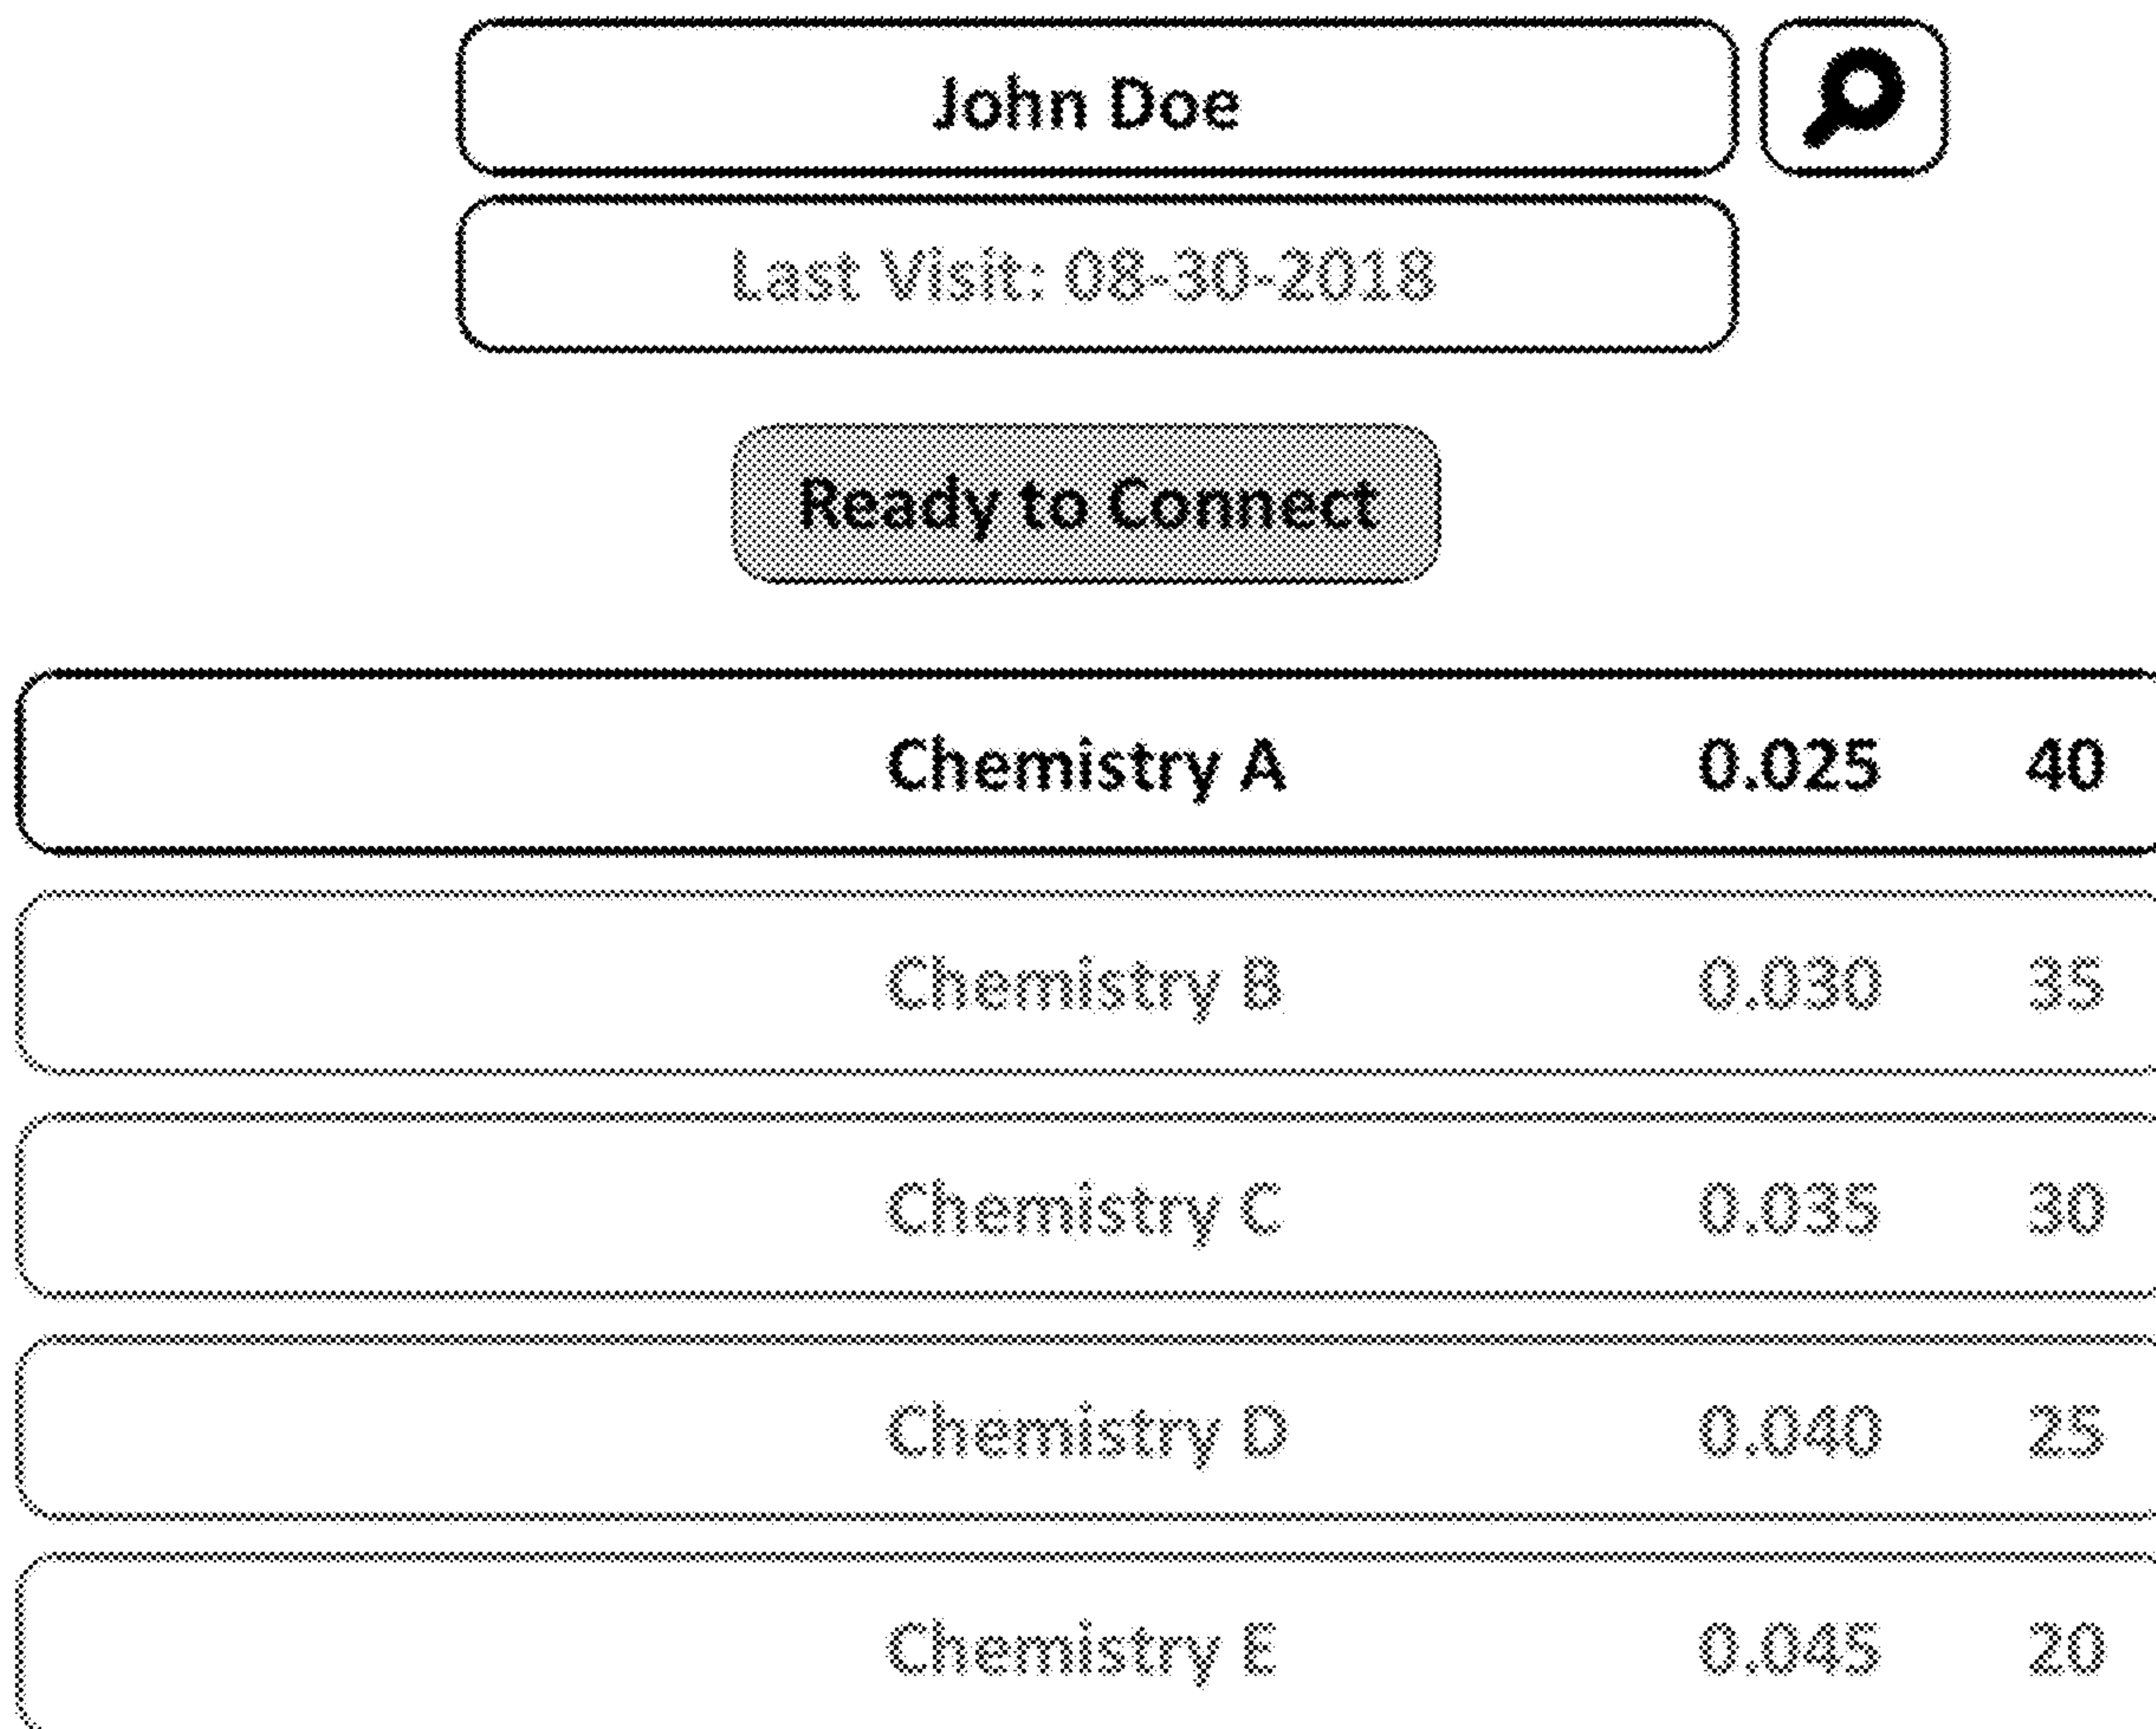 John Doe
Last Visit: 08-30-2018
Ready to Connect
Chemistry A 0.025 40
Chemistry B 0.030 35
Chemistry C 0.035 30
Chemistry D 0.040 25
Chemistry E 0.045 20